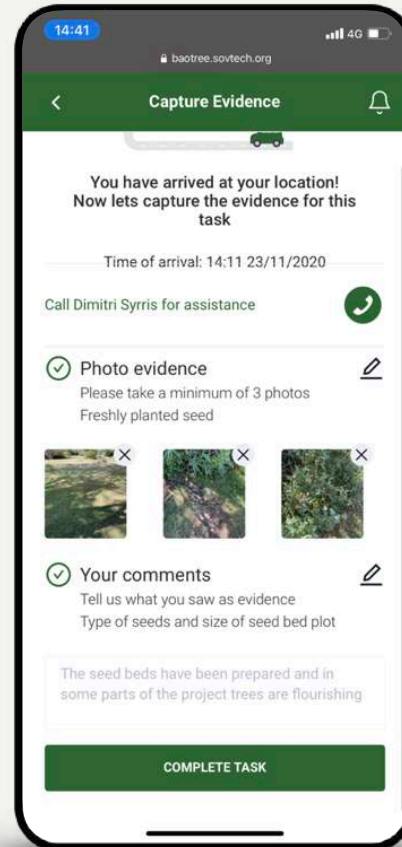 14:41
4G
baotree.sovtech.org
Capture Evidence
You have arrived at your location!
Now lets capture the evidence for this
task
Time of arrival: 14:11 23/11/2020
Call Dimitri Syrris for assistance
Photo evidence
Please take a minimum of 3 photos
Freshly planted seed
Your comments
Tell us what you saw as evidence
Type of seeds and size of seed bed plot
The seed beds have been prepared and in
some parts of the project trees are flourishing
COMPLETE TASK